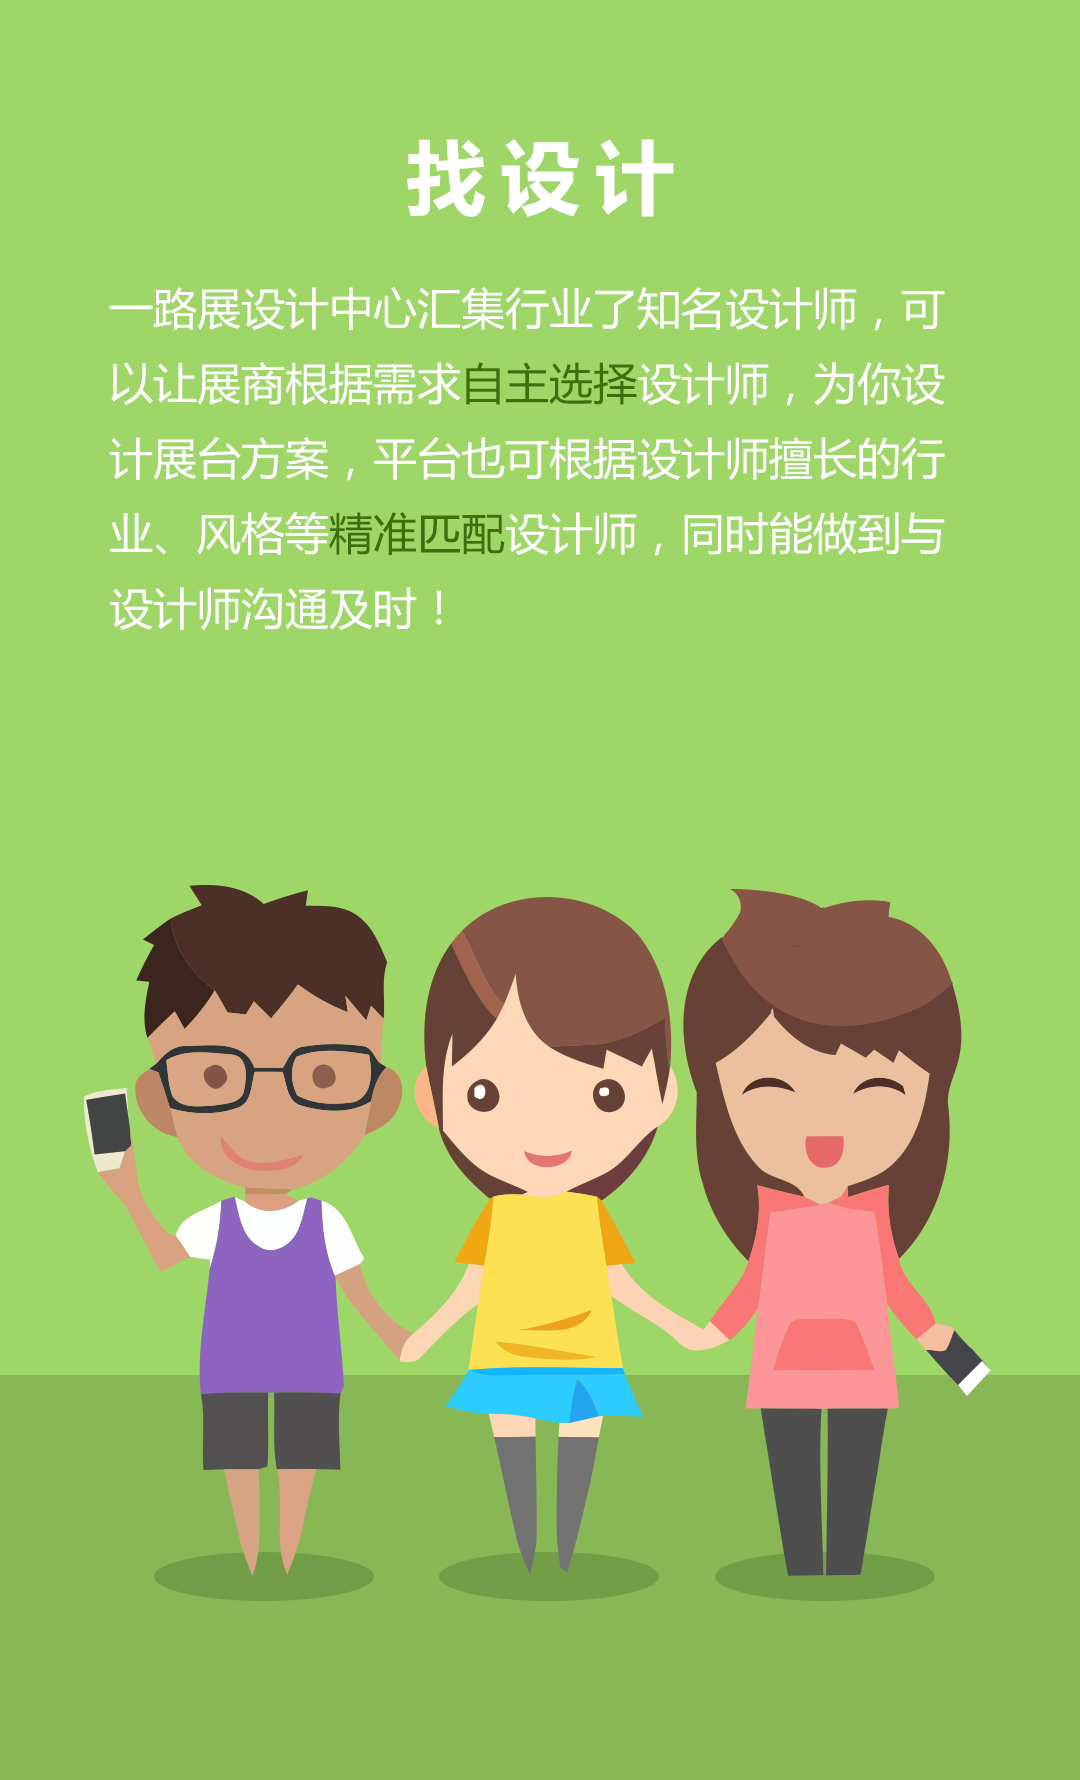 找设计
一路展设计中心汇集行业了知名设计师，可
以让展商根据需求自主选择设计师，为你设
计展台方案，平台也可根据设计师擅长的行
业、风格等精准匹配设计师，同时能做到与
设计师沟通及时！